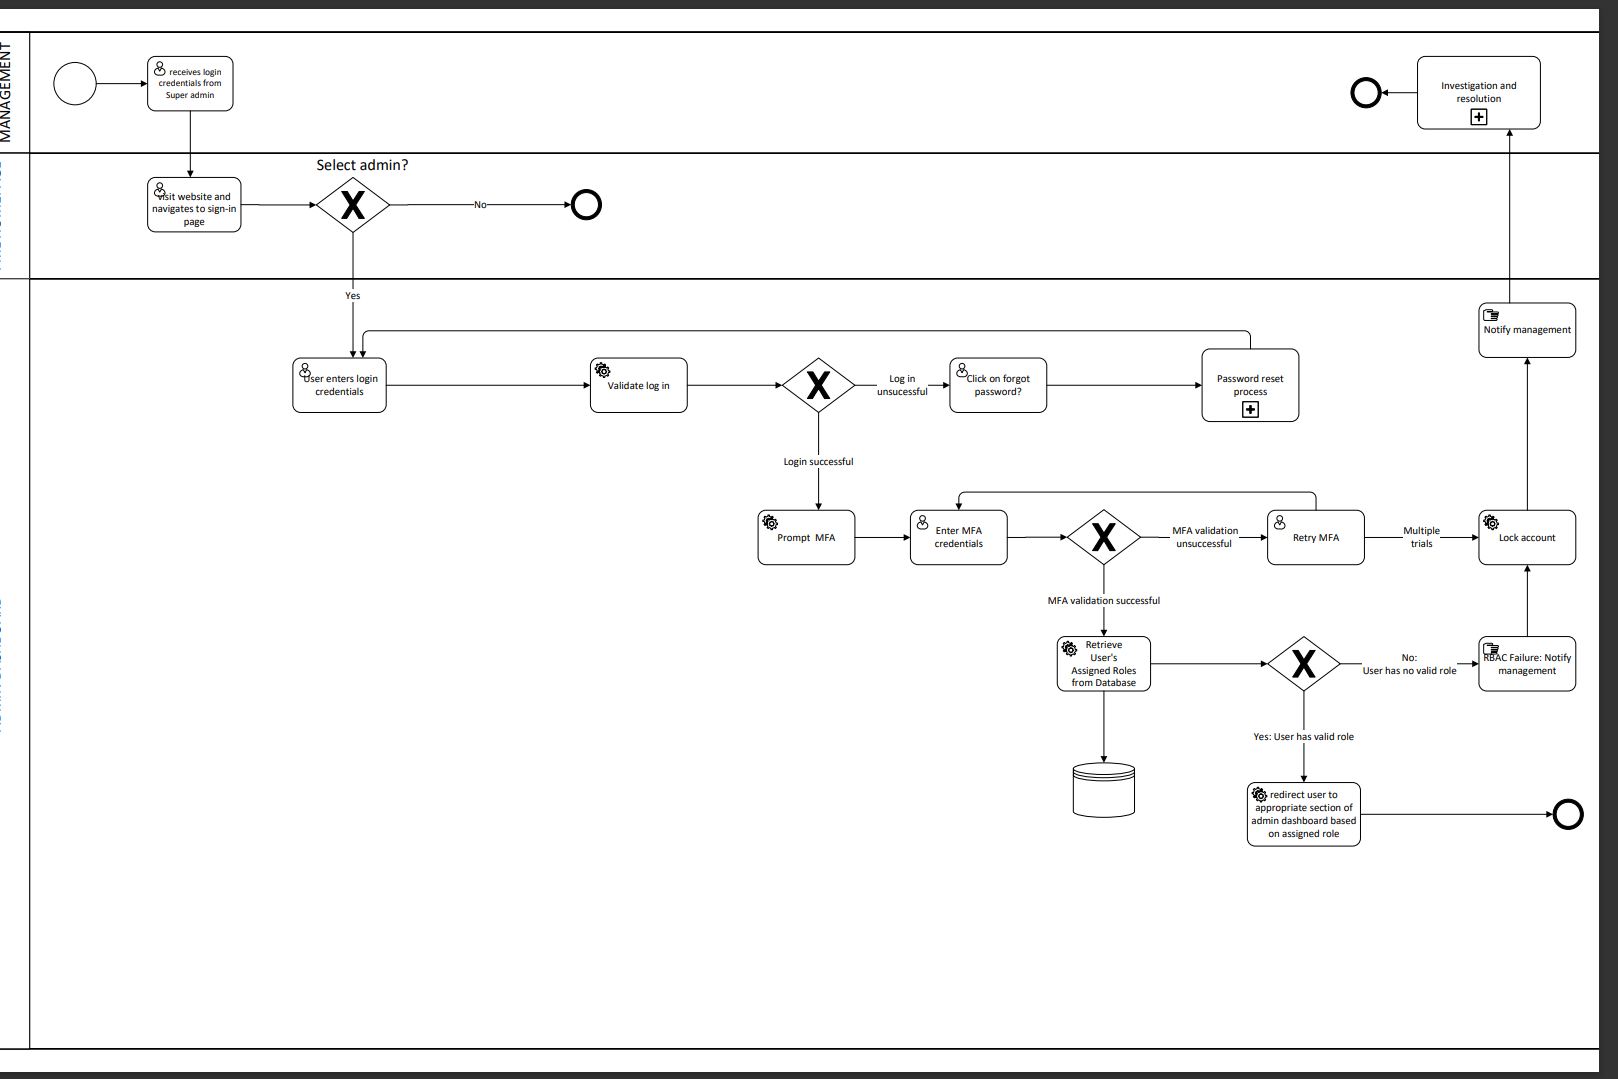 MANAGEMENT
receives login
credentials from
Super admin
Investigation and
resolution
Select admin?
visit website and
navigates to sign-in
page
X
No
Yes
Notify management
User enters login
credentials
Validate log in
X
Log in
unsucessful
Click on forgot
password?
Password reset
process
Login successful
Prompt MFA
Enter MFA
credentials
X
MFA validation
unsuccessful
Retry MFA
Multiple
trials
Lock account
MFA validation successful
Retrieve
User's
Assigned Roles
from Database
X
No:
User has no valid role
RBAC Failure: Notify
management
Yes: User has valid role
redirect user to
appropriate section of
admin dashboard based
on assigned role